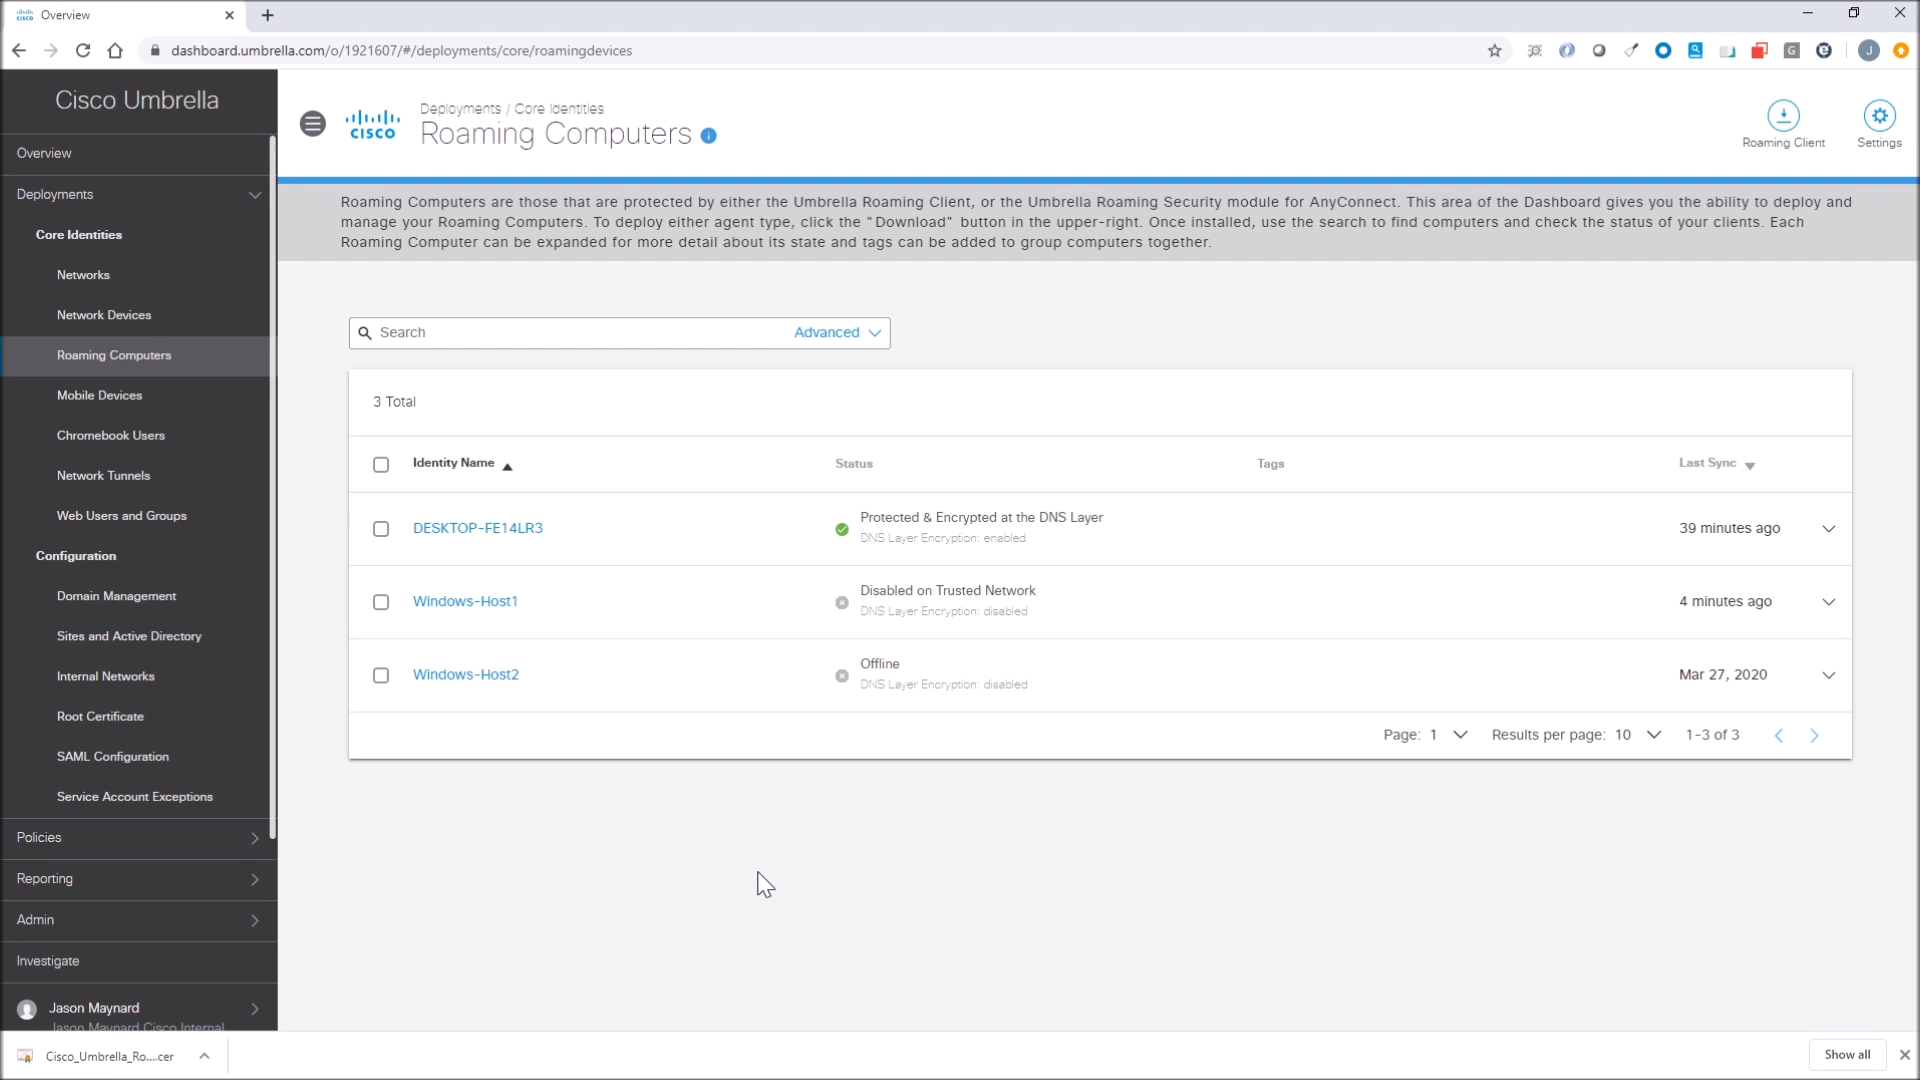 cisco Overview
dashboard.umbrella.com/o/1921607/#/deployments/core/roamingdevices
G
J
Cisco Umbrella
Overview
Deployments
Core Identities
Networks
Network Devices
Roaming Computers
Mobile Devices
Chromebook Users
Network Tunnels
Web Users and Groups
Configuration
Domain Management
Sites and Active Directory
Internal Networks
Root Certificate
SAML Configuration
Service Account Exceptions
Policies
Reporting
Admin
Investigate
Jason Maynard
Jason Maynard Cisco Internal
CISCO
Deployments / Core Identities
Roaming Computers
Roaming Client
Settings
Roaming Computers are those that are protected by either the Umbrella Roaming Client, or the Umbrella Roaming Security module for AnyConnect. This area of the Dashboard gives you the ability to deploy and
manage your Roaming Computers. To deploy either agent type, click the "Download" button in the upper-right. Once installed, use the search to find computers and check the status of your clients. Each
Roaming Computer can be expanded for more detail about its state and tags can be added to group computers together.
Search Advanced
3 Total
Identity Name Status Tags Last Sync
DESKTOP-FE14LR3 Protected & Encrypted at the DNS Layer 39 minutes ago
DNS Layer Encryption: enabled
Windows-Host1 Disabled on Trusted Network 4 minutes ago
DNS Layer Encryption: disabled
Windows-Host2 Offline Mar 27, 2020
DNS Layer Encryption: disabled
Page: 1 Results per page: 10 1-3 of 3
Cisco_Umbrella_Ro....cer
Show all